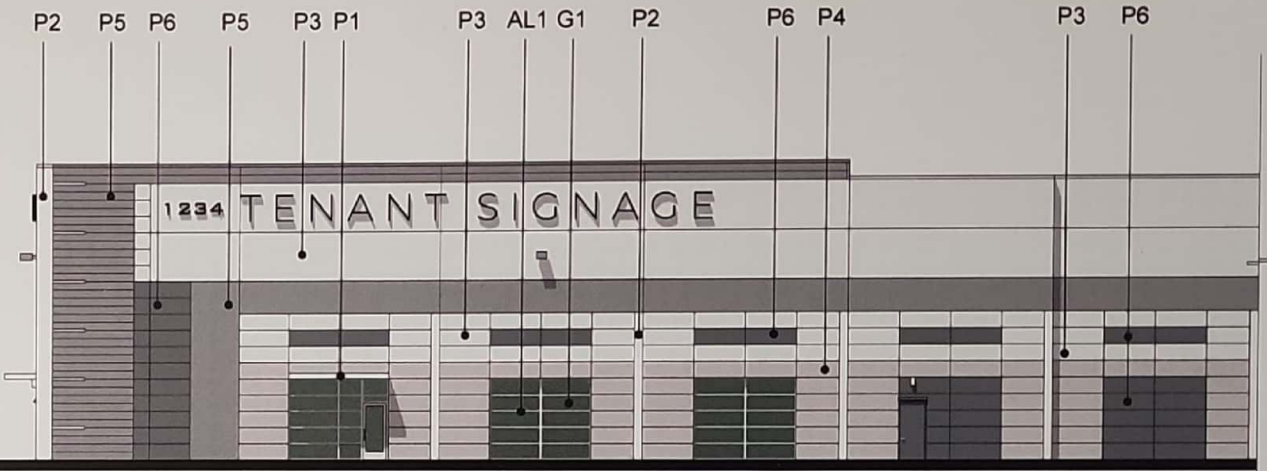 P2 P5 P6 P5 P3 P1 P3 AL1 G1 P2 P6 P4 P3 P6
1234 TENANT SIGNAGE